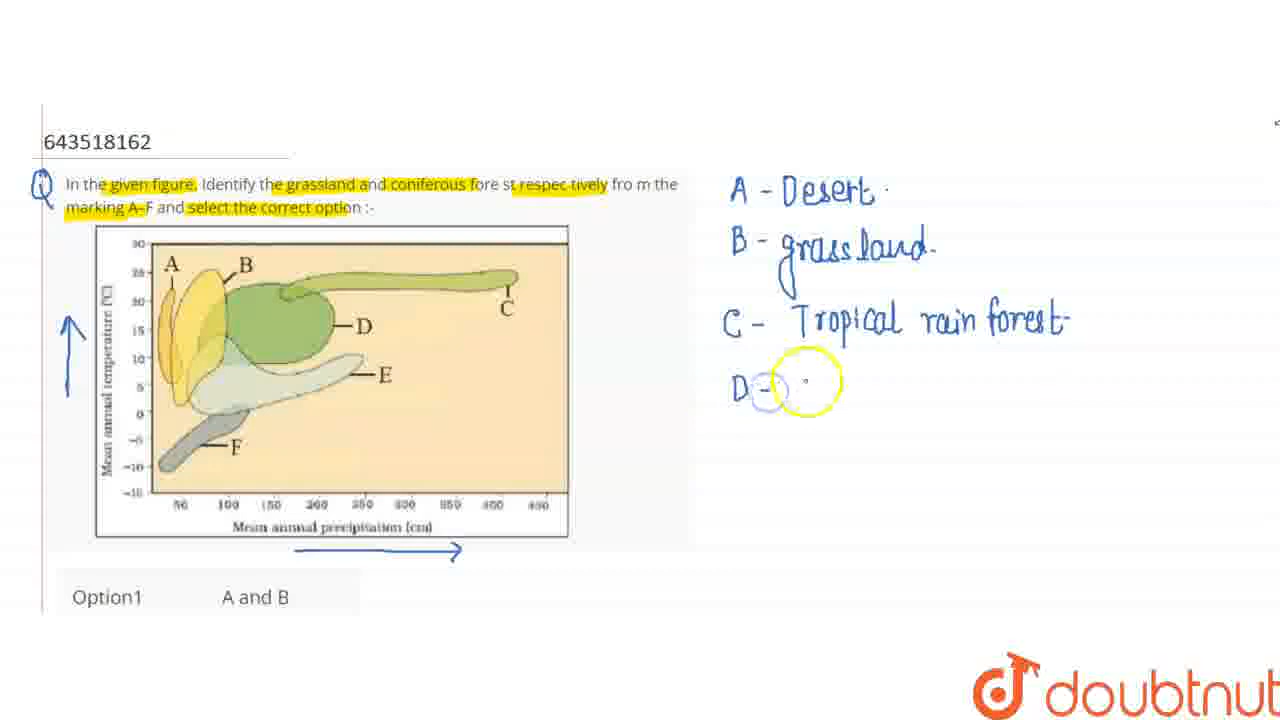 643518162
Q In the given figure, Identify the grassland and coniferous fore st respec tively fro m the
marking A-F and select the correct option :-
A - Desert.
B - grassland.
C - Tropical rain forest.
D -
30
25
20
15
10
5
0
-5
-10
-15
Mean annual temperature (°C)
A
B
C
D
E
F
50 100 150 200 250 300 350 400 450
Mean annual precipitation (cm)
Option1 A and B
doubtnut